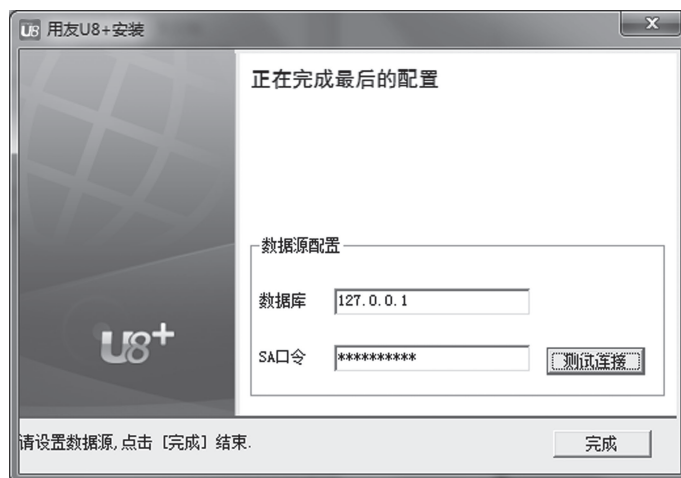 U8 用友U8+安装
正在完成最后的配置
数据源配置
数据库 127.0.0.1
SA口令 ********** 测试连接
U8+
请设置数据源,点击 [完成] 结束.
完成